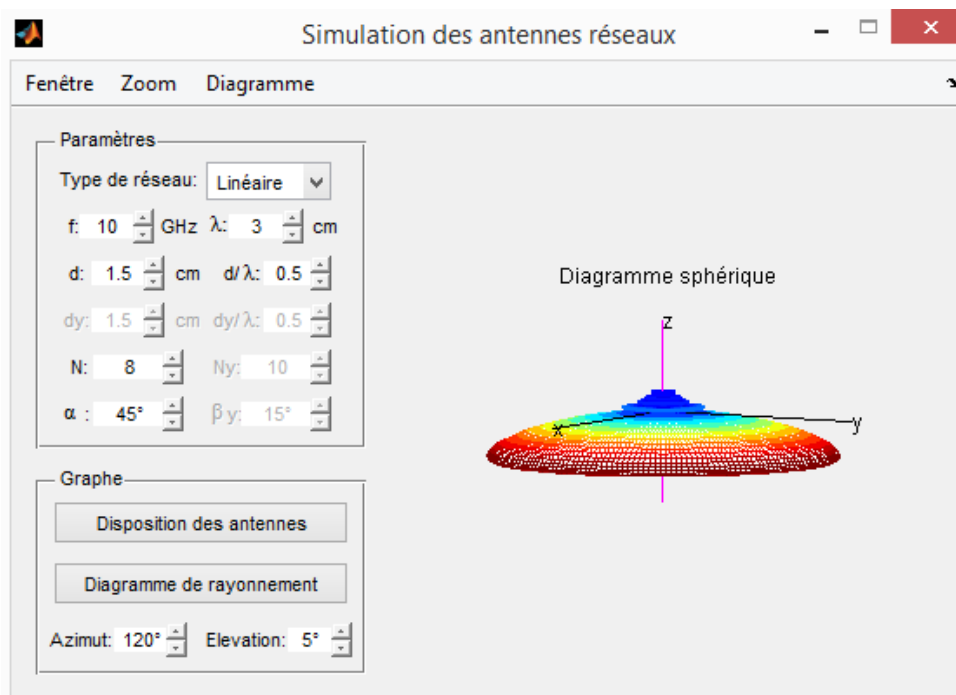 Simulation des antennes réseaux
Fenêtre Zoom Diagramme
Paramètres
Type de réseau: Linéaire
f: 10 GHz λ: 3 cm
d: 1.5 cm d/λ: 0.5
dy: 1.5 cm dy/λ: 0.5
N: 8 Ny: 10
α : 45° βy: 15°
Graphe
Disposition des antennes
Diagramme de rayonnement
Azimut: 120° Elevation: 5°
Diagramme sphérique
z
x
y